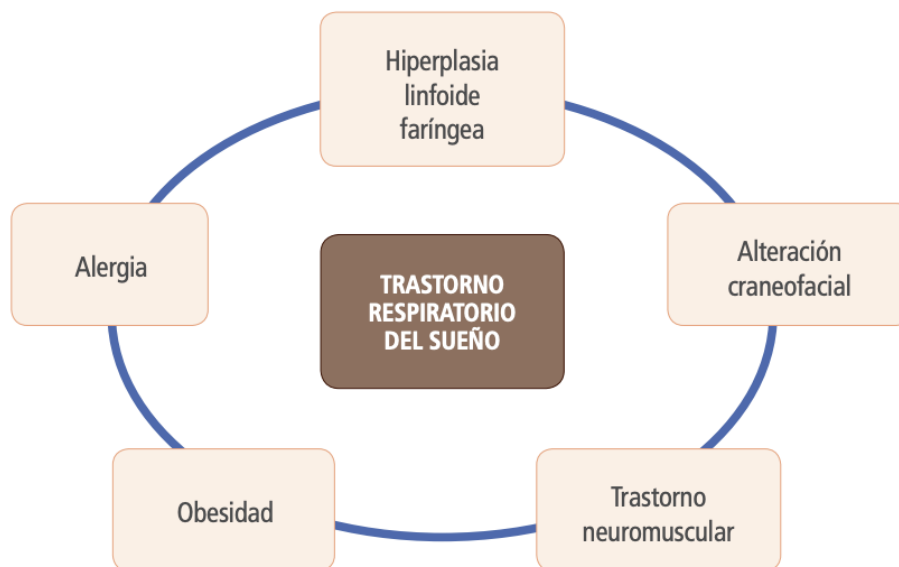 Hiperplasia
linfoide
faríngea
Alergia
Alteración
craneofacial
TRASTORNO
RESPIRATORIO
DEL SUEÑO
Obesidad
Trastorno
neuromuscular